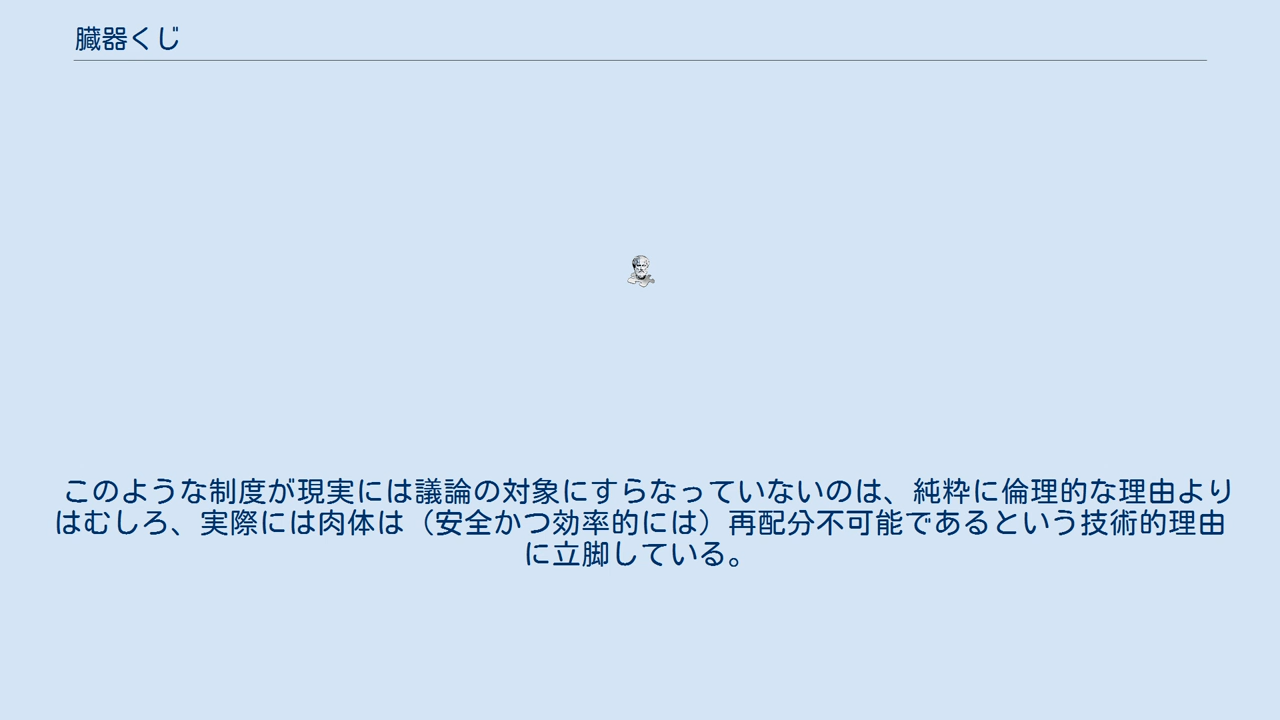 臓器くじ
このような制度が現実には議論の対象にすらなっていないのは、純粋に倫理的な理由より
はむしろ、実際には肉体は（安全かつ効率的には）再配分不可能であるという技術的理由
に立脚している。